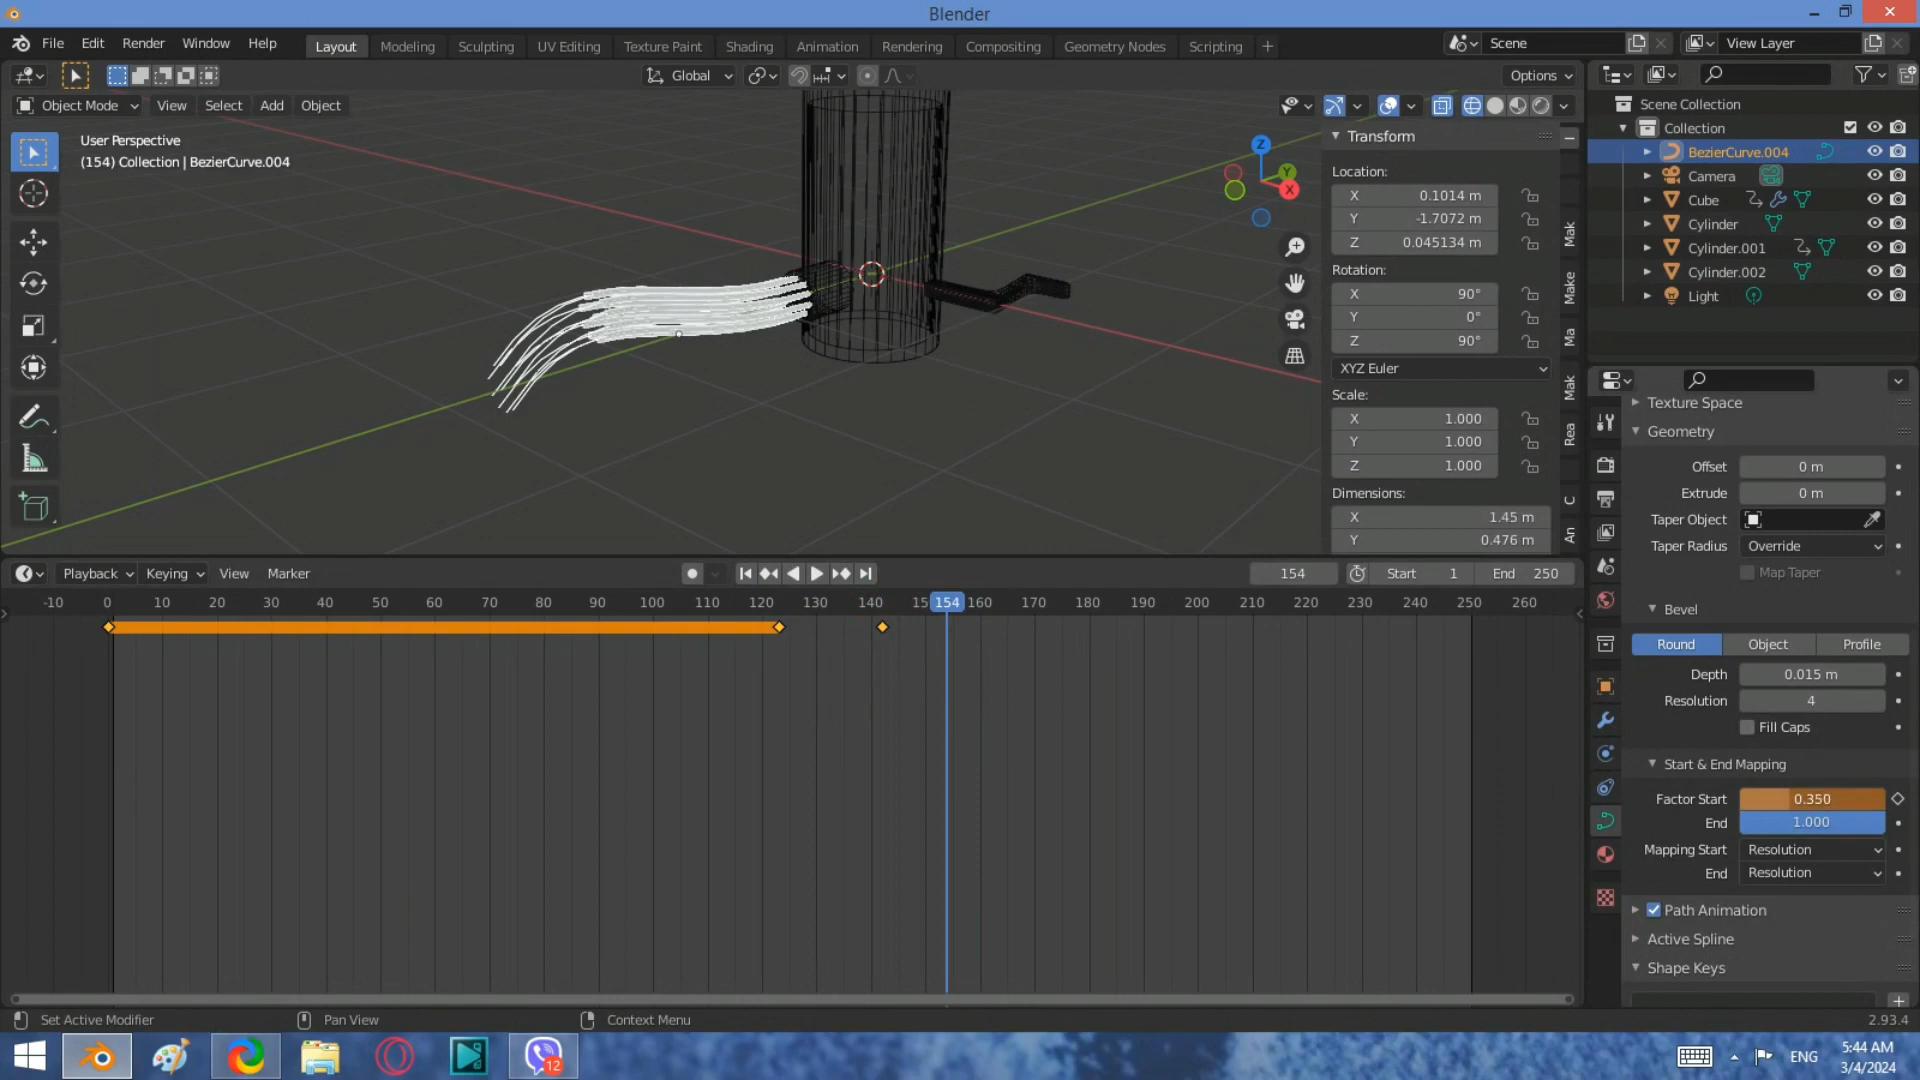 Blender
File Edit Render Window Help Layout Modeling Sculpting UV Editing Texture Paint Shading Animation Rendering Compositing Geometry Nodes Scripting + Scene View Layer
Global Options
Object Mode View Select Add Object
User Perspective
(154) Collection | BezierCurve.004
Z
Y
X
Transform
Location:
X 0.1014 m
Y -1.7072 m
Z 0.045134 m
Rotation:
X 90°
Y 0°
Z 90°
XYZ Euler
Scale:
X 1.000
Y 1.000
Z 1.000
Dimensions:
X 1.45 m
Y 0.476 m
Mak
Make
Ma
Mak
Rea
C
An
Scene Collection
Collection
BezierCurve.004
Camera
Cube
Cylinder
Cylinder.001
Cylinder.002
Light
Texture Space
Geometry
Offset 0 m
Extrude 0 m
Taper Object
Taper Radius Override
Map Taper
Bevel
Round Object Profile
Depth 0.015 m
Resolution 4
Fill Caps
Start & End Mapping
Factor Start 0.350
End 1.000
Mapping Start Resolution
End Resolution
Path Animation
Active Spline
Shape Keys
Playback Keying View Marker 154 Start 1 End 250
-10 0 10 20 30 40 50 60 70 80 90 100 110 120 130 140 15 154 160 170 180 190 200 210 220 230 240 250 260
Set Active Modifier Pan View Context Menu 2.93.4
12 ENG 5:44 AM
3/4/2024